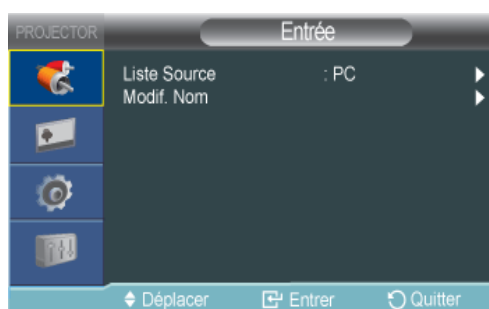 PROJECTOR Entrée
Liste Source : PC
Modif. Nom
Déplacer Entrer Quitter